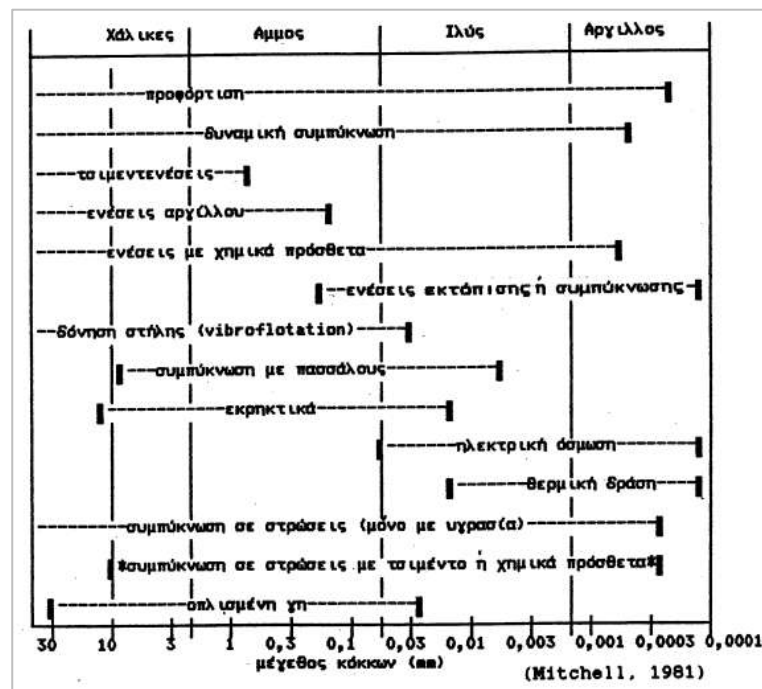 Χάλικες Αμμος Ιλύς Αργιλλος
προφόρτιση
δυναμική συμπύκνωση
τσιμεντενέσεις
ενέσεις αργίλλου
ενέσεις με χημικά πρόσθετα
ενέσεις εκτόπισης ή συμπύκνωσης
δόνηση στήλης (vibroflotation)
συμπύκνωση με πασσάλους
εκρηκτικά
ηλεκτρική όσμωση
θερμική δράση
συμπύκνωση σε στρώσεις (μόνο με υγρασία)
*συμπύκνωση σε στρώσεις με τσιμέντο ή χημικά πρόσθετα*
οπλισμένη γη
30 10 3 1 0,3 0,1 0,03 0,01 0,003 0,001 0,0003 0,0001
μέγεθος κόκκων (mm)
(Mitchell, 1981)